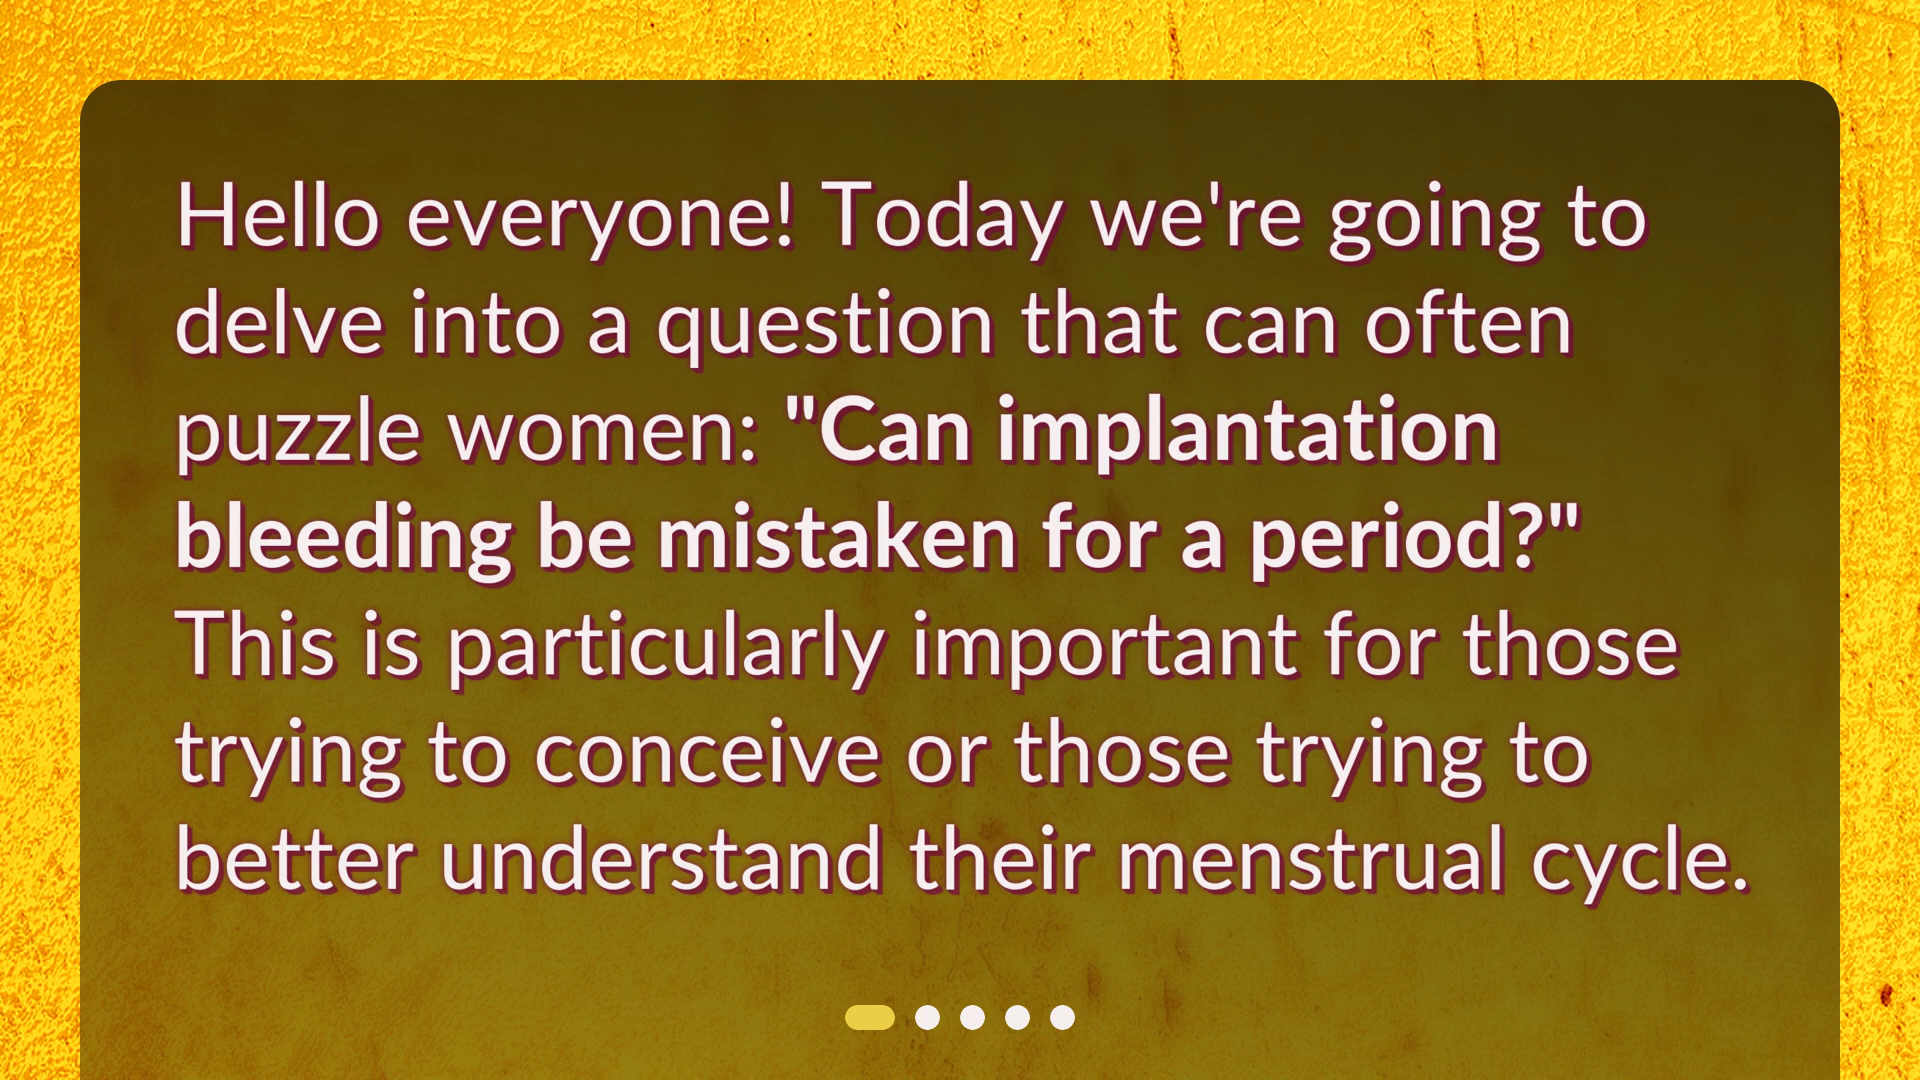 Hello everyone! Today we're going to
delve into a question that can often
puzzle women: "Can implantation
bleeding be mistaken for a period?"
This is particularly important for those
trying to conceive or those trying to
better understand their menstrual cycle.